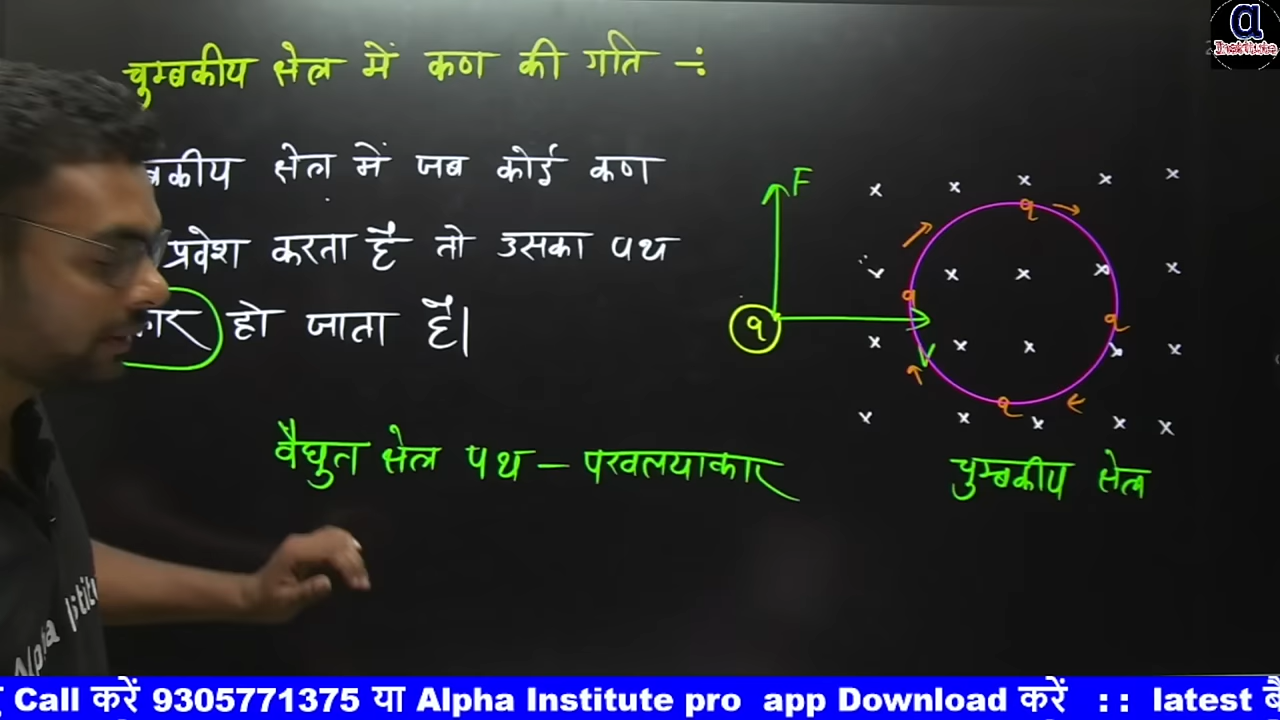 चुम्बकीय क्षेत्र में कण की गति -:
क्षेत्र में जब कोई कण
प्रवेश करता है तो उसका पथ
हो जाता है।
वैद्युत क्षेत्र पथ - परवलयाकार
F
q
q
q
q
q
V
चुम्बकीय क्षेत्र
α
Institute
Call करें 9305771375 या Alpha Institute pro app Download करें :: latest